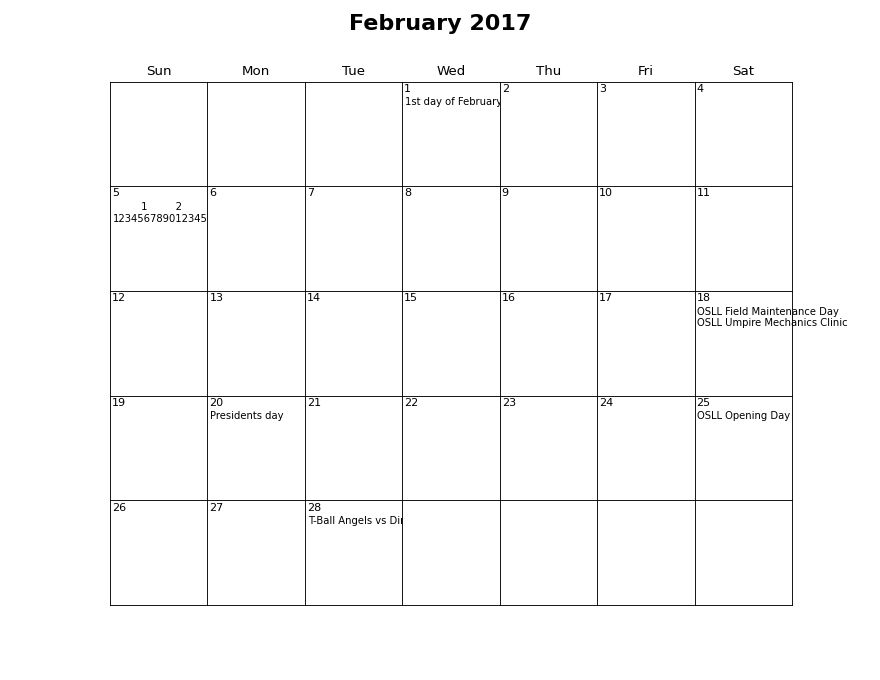 February 2017
Sun Mon Tue Wed Thu Fri Sat
1 2 3 4
1st day of February
5 6 7 8 9 10 11
1 2
123456789012345
12 13 14 15 16 17 18
OSLL Field Maintenance Day
OSLL Umpire Mechanics Clinic
19 20 21 22 23 24 25
Presidents day OSLL Opening Day
26 27 28
T-Ball Angels vs